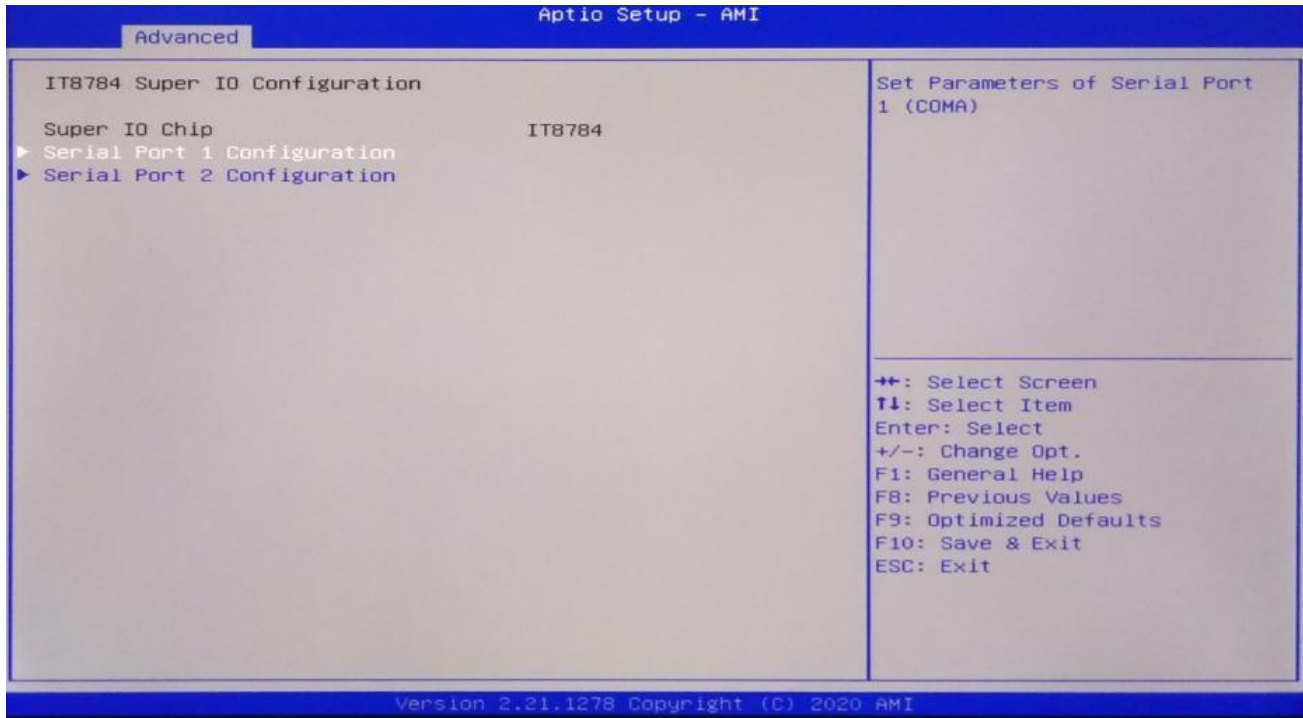 Aptio Setup - AMI
Advanced
IT8784 Super IO Configuration
Super IO Chip IT8784
► Serial Port 1 Configuration
► Serial Port 2 Configuration
Set Parameters of Serial Port
1 (COMA)
→←: Select Screen
↑↓: Select Item
Enter: Select
+/-: Change Opt.
F1: General Help
F8: Previous Values
F9: Optimized Defaults
F10: Save & Exit
ESC: Exit
Version 2.21.1278 Copyright (C) 2020 AMI